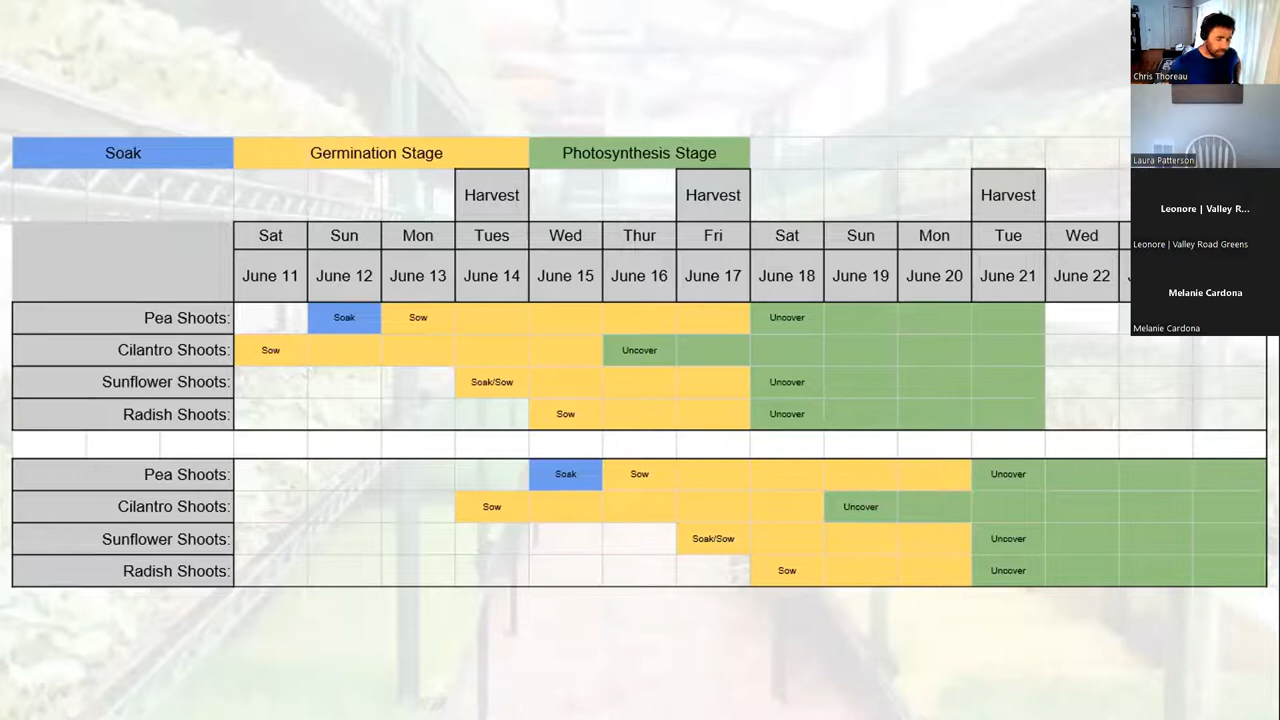 Chris Thoreau
Laura Patterson
Leonore | Valley R...
Leonore | Valley Road Greens
Melanie Cardona
Melanie Cardona
Soak Germination Stage Photosynthesis Stage
Harvest Harvest Harvest
Sat Sun Mon Tues Wed Thur Fri Sat Sun Mon Tue Wed
June 11 June 12 June 13 June 14 June 15 June 16 June 17 June 18 June 19 June 20 June 21 June 22
Pea Shoots: Soak Sow Uncover
Cilantro Shoots: Sow Uncover
Sunflower Shoots: Soak/Sow Uncover
Radish Shoots: Sow Uncover
Pea Shoots: Soak Sow Uncover
Cilantro Shoots: Sow Uncover
Sunflower Shoots: Soak/Sow Uncover
Radish Shoots: Sow Uncover